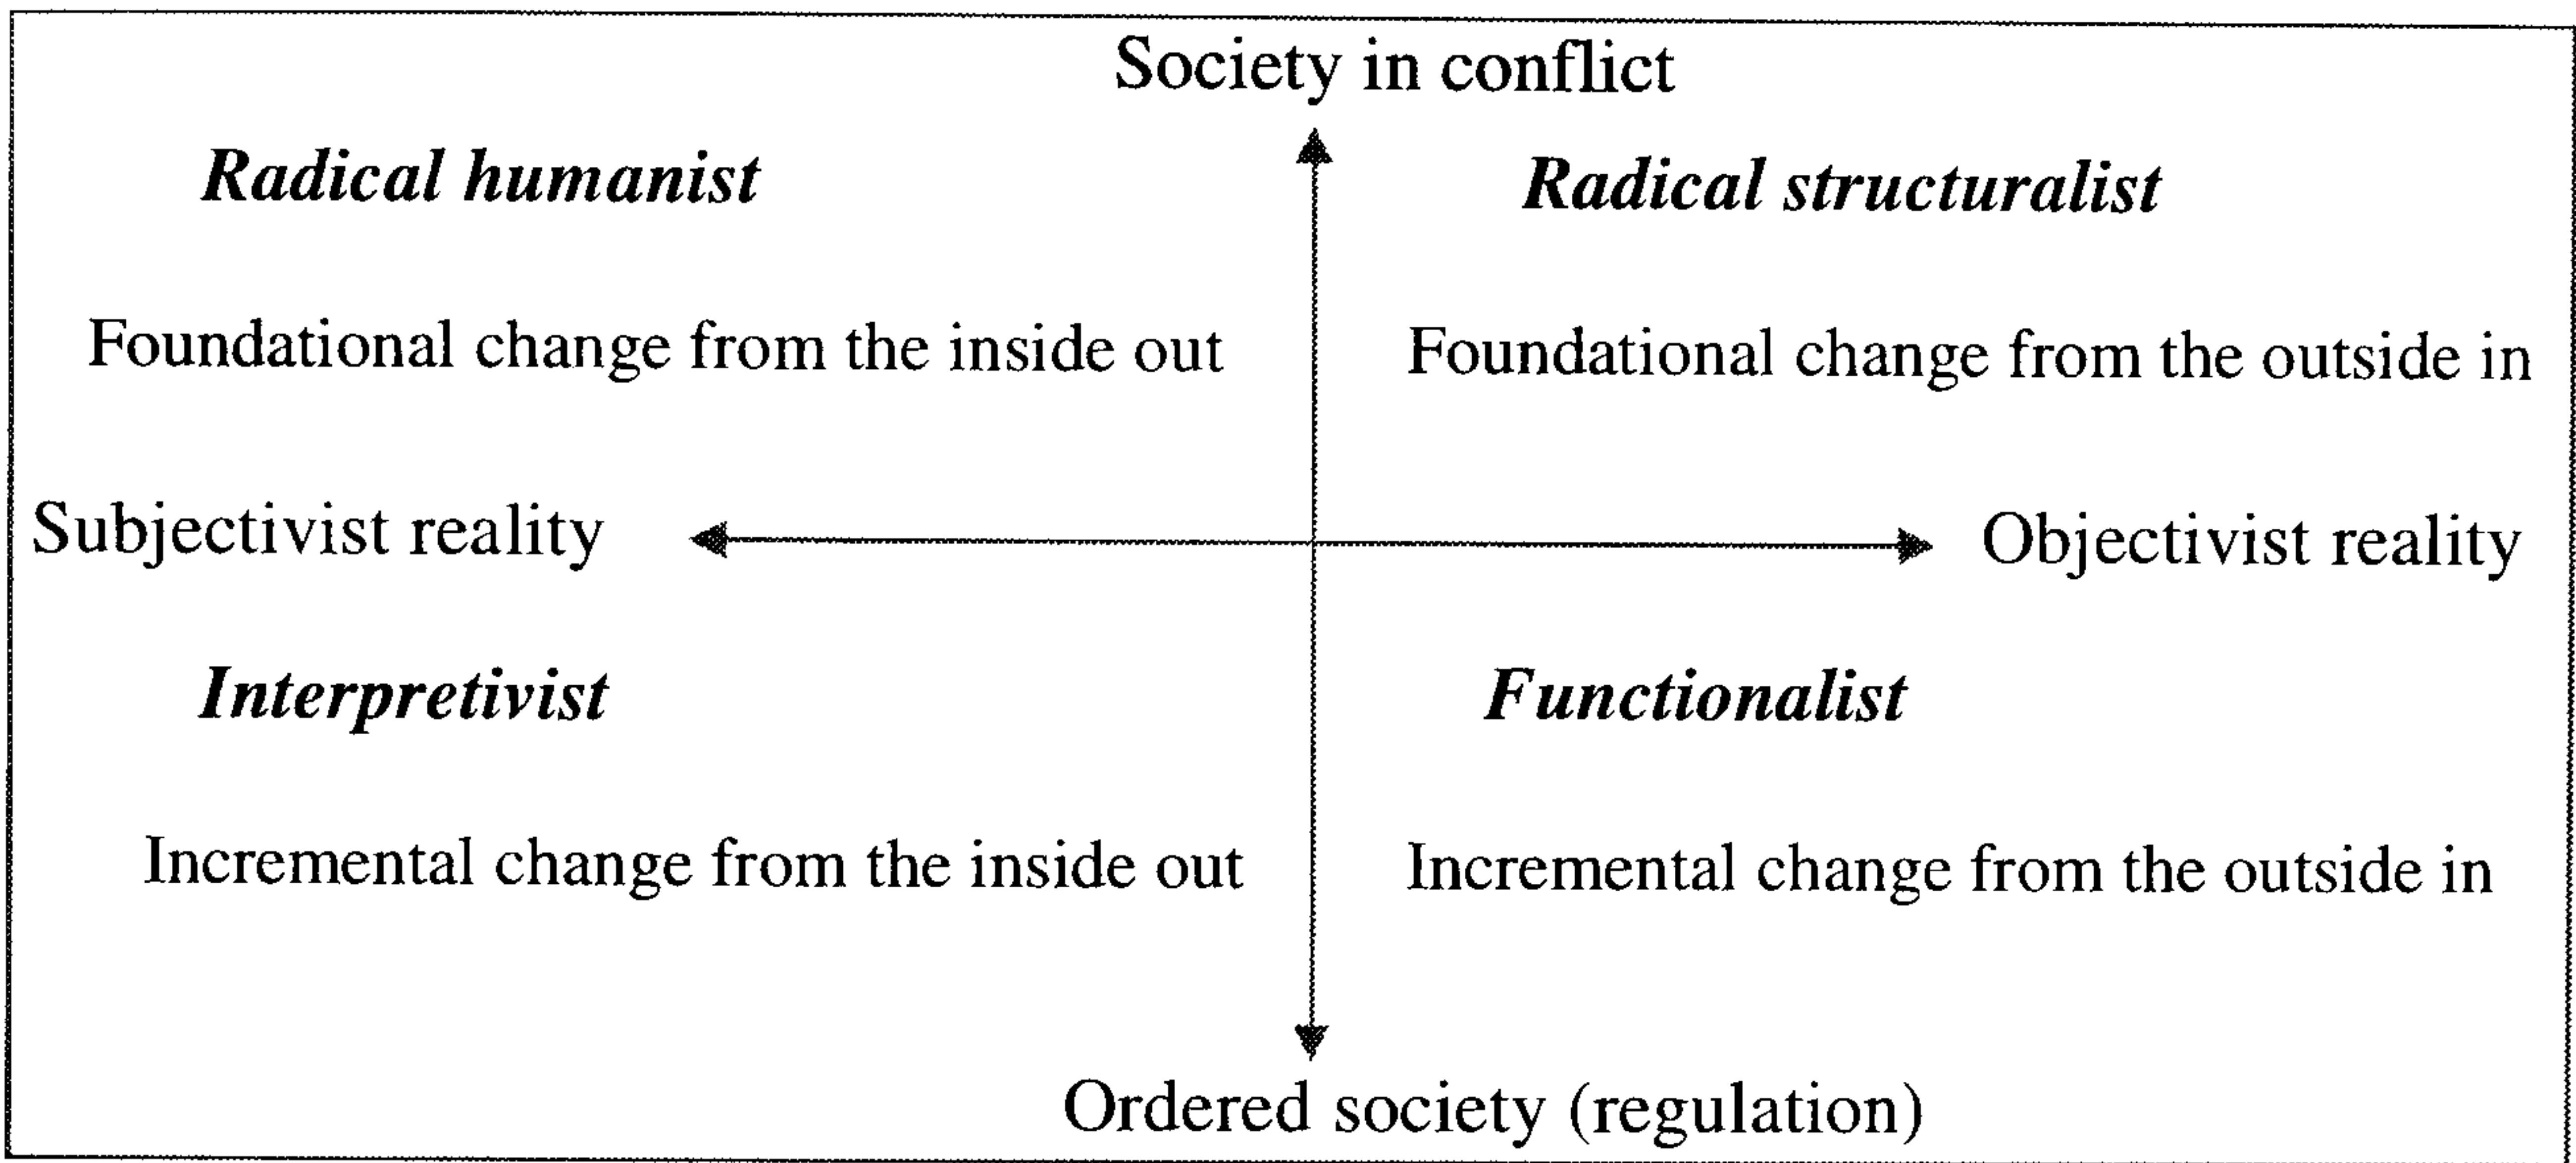 Society in conflict
Radical humanist
Radical structuralist
Foundational change from the inside out
Foundational change from the outside in
Subjectivist reality
Objectivist reality
Interpretivist
Functionalist
Incremental change from the inside out
Incremental change from the outside in
Ordered society (regulation)